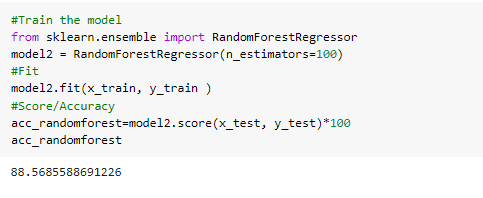 #Train the model
from sklearn.ensemble import RandomForestRegressor
model2 = RandomForestRegressor(n_estimators=100)
#Fit
model2.fit(x_train, y_train )
#Score/Accuracy
acc_randomforest=model2.score(x_test, y_test)*100
acc_randomforest
88.5685588691226